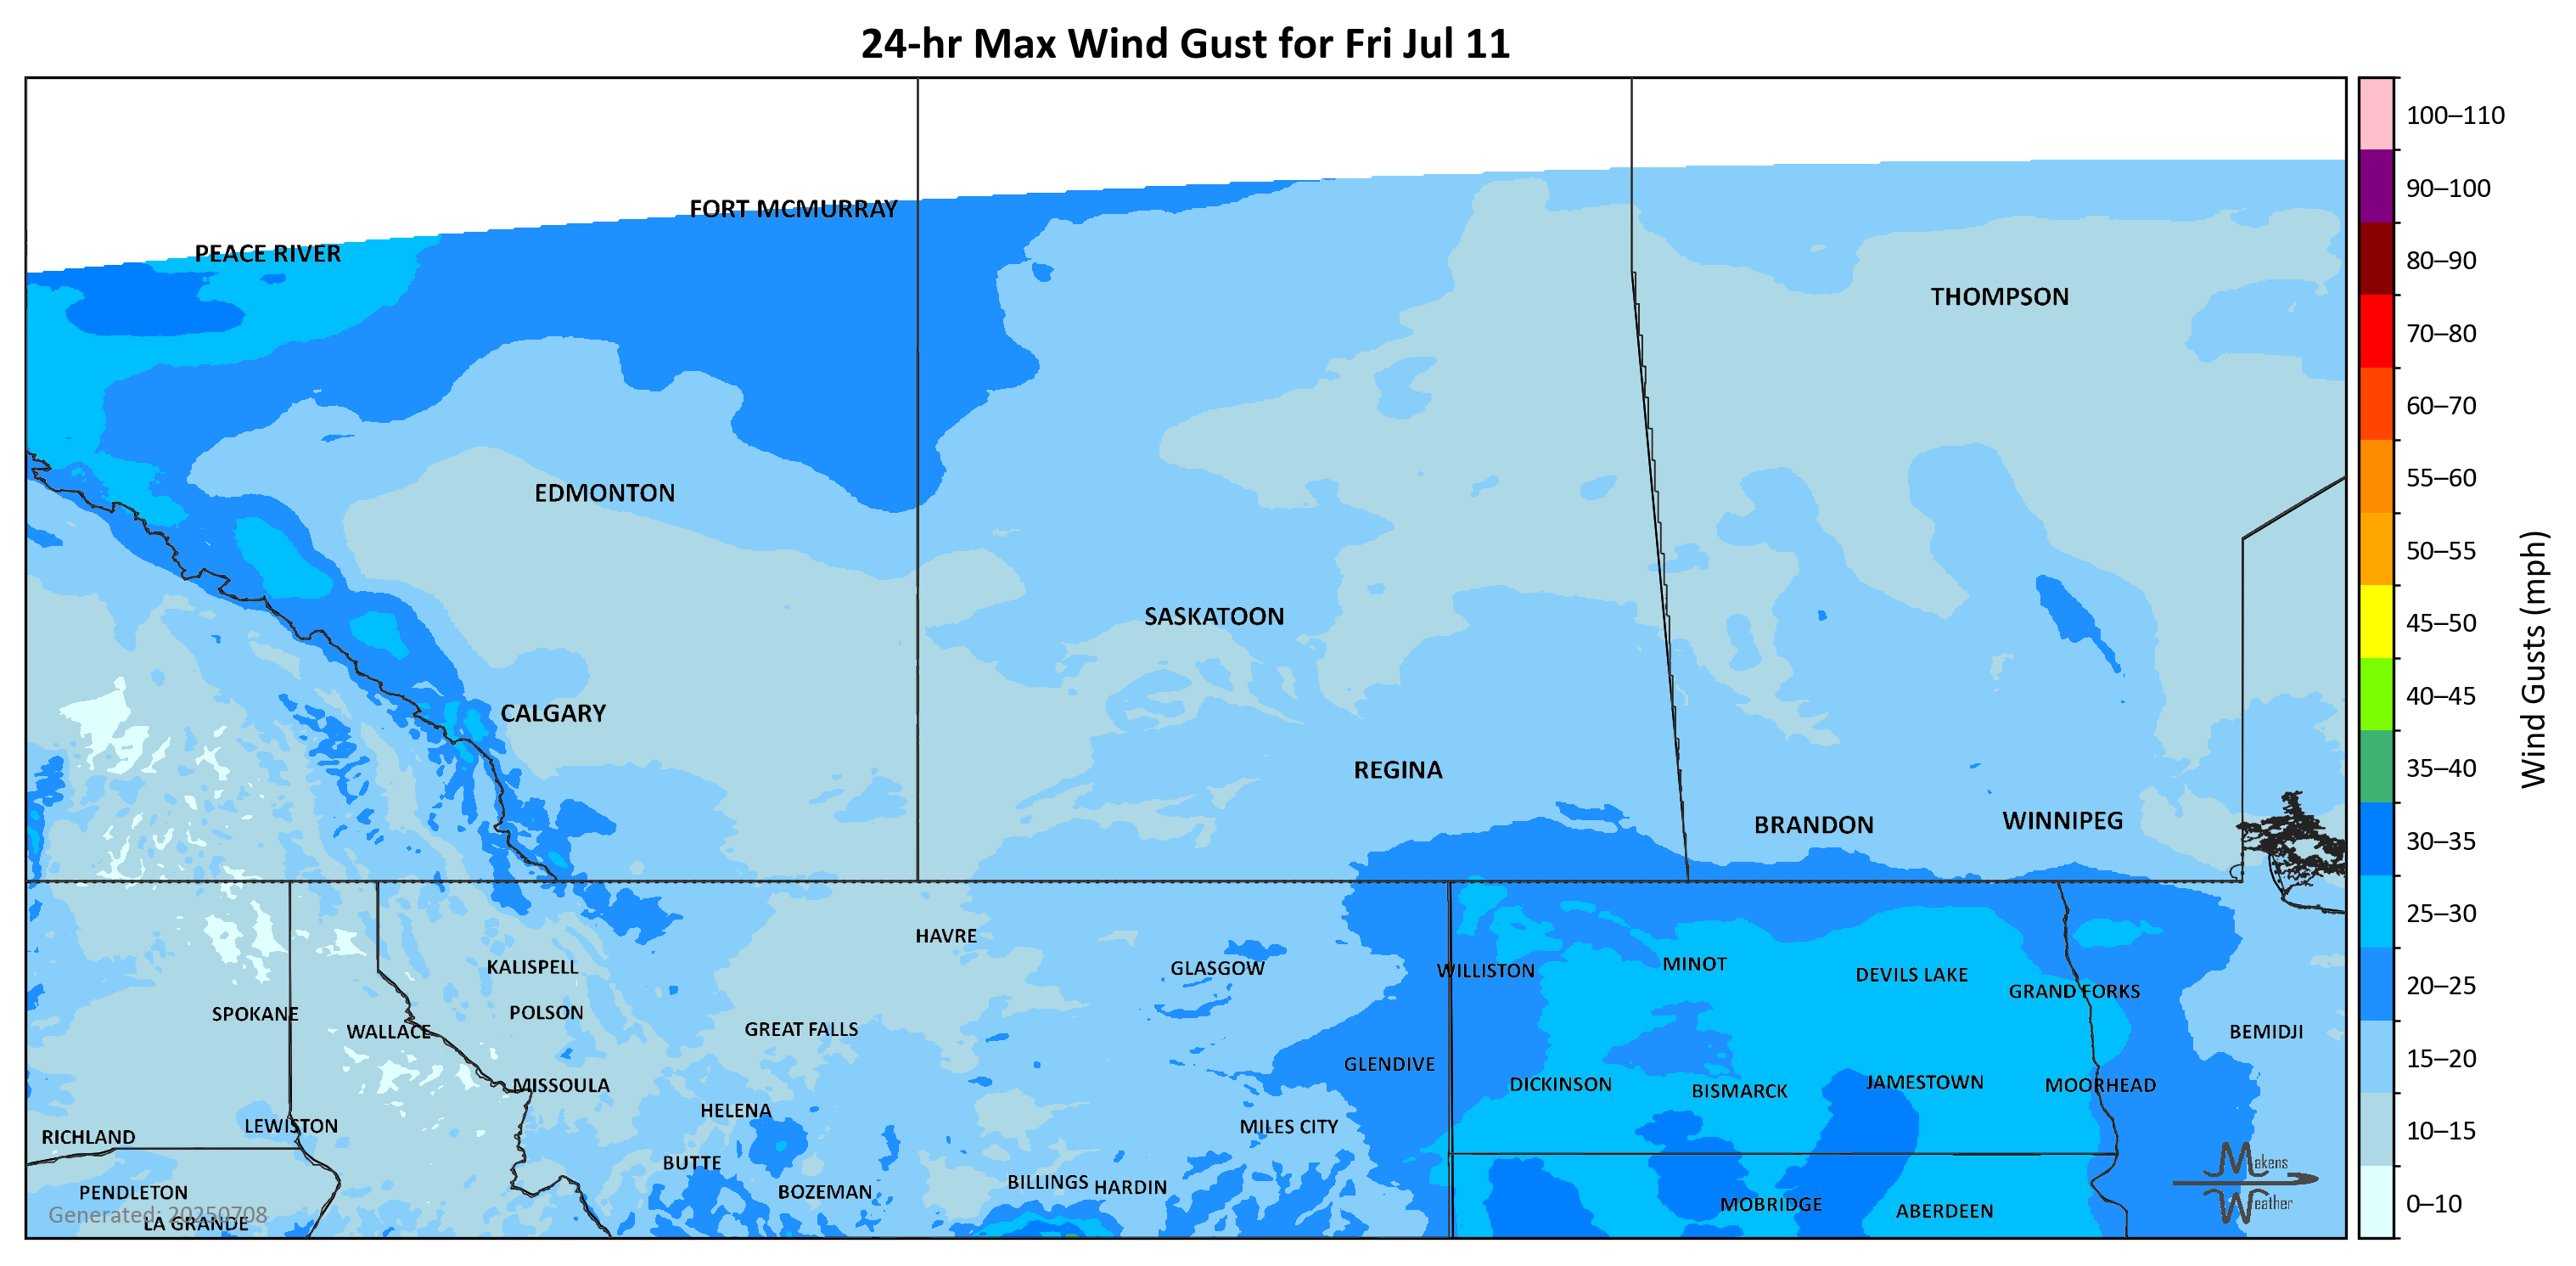 24-hr Max Wind Gust for Fri Jul 11
100–110
90–100
80–90
70–80
60–70
55–60
50–55
45–50
40–45
35–40
30–35
25–30
20–25
15–20
10–15
0–10
Wind Gusts (mph)
FORT MCMURRAY
PEACE RIVER
THOMPSON
EDMONTON
SASKATOON
CALGARY
REGINA
BRANDON
WINNIPEG
HAVRE
KALISPELL
GLASGOW
WILLISTON
MINOT
DEVILS LAKE
GRAND FORKS
SPOKANE
POLSON
WALLACE
GREAT FALLS
BEMIDJI
GLENDIVE
MISSOULA
DICKINSON
BISMARCK
JAMESTOWN
MOORHEAD
HELENA
LEWISTON
MILES CITY
RICHLAND
BUTTE
BILLINGS
HARDIN
BOZEMAN
PENDLETON
MOBRIDGE
ABERDEEN
Generated: 20250708
LA GRANDE
Makens
Weather